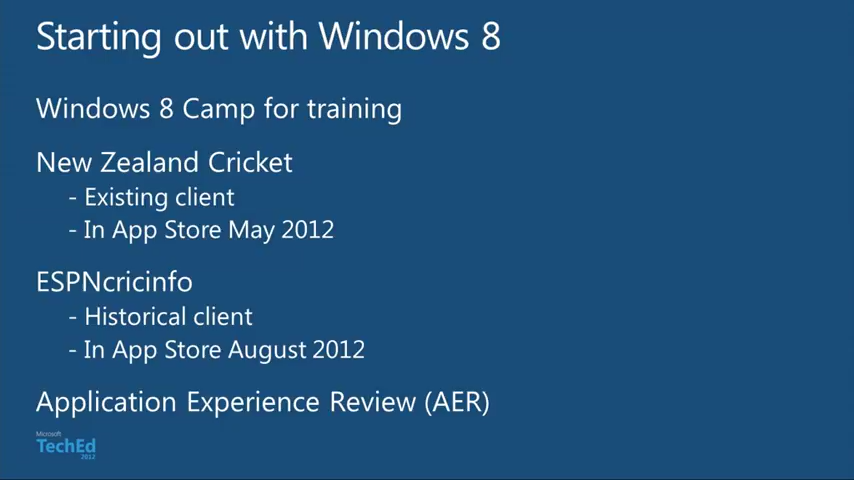 Starting out with Windows 8
Windows 8 Camp for training
New Zealand Cricket
- Existing client
- In App Store May 2012
ESPNcricinfo
- Historical client
- In App Store August 2012
Application Experience Review (AER)
Microsoft
TechEd
2012